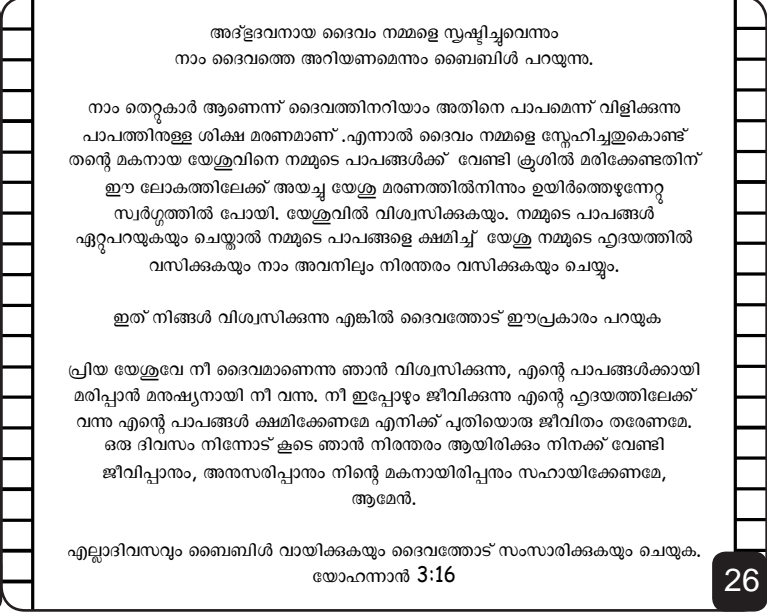 അദ്ഭുദവനായ ദൈവം നമ്മളെ സൃഷ്ടിച്ചുവെന്നും
നാം ദൈവത്തെ അറിയണമെന്നും ബൈബിൾ പറയുന്നു.
നാം തെറ്റുകാർ ആണെന്ന് ദൈവത്തിനറിയാം അതിനെ പാപമെന്ന് വിളിക്കുന്നു
പാപത്തിനുള്ള ശിക്ഷ മരണമാണ് .എന്നാൽ ദൈവം നമ്മളെ സ്നേഹിച്ചതുകൊണ്ട്
തന്റെ മകനായ യേശുവിനെ നമ്മുടെ പാപങ്ങൾക്ക് വേണ്ടി ക്രുശിൽ മരിക്കേണ്ടതിന്
ഈ ലോകത്തിലേക്ക് അയച്ചു യേശു മരണത്തിൽനിന്നും ഉയിർത്തെഴുന്നേറ്റു
സ്വർഗ്ഗത്തിൽ പോയി. യേശുവിൽ വിശ്വസിക്കുകയും. നമ്മുടെ പാപങ്ങൾ
ഏറ്റുപറയുകയും ചെയ്താൽ നമ്മുടെ പാപങ്ങളെ ക്ഷമിച്ച് യേശു നമ്മുടെ ഹൃദയത്തിൽ
വസിക്കുകയും നാം അവനിലും നിരന്തരം വസിക്കുകയും ചെയ്യും.
ഇത് നിങ്ങൾ വിശ്വസിക്കുന്നു എങ്കിൽ ദൈവത്തോട് ഈപ്രകാരം പറയുക
പ്രിയ യേശുവേ നീ ദൈവമാണെന്നു ഞാൻ വിശ്വസിക്കുന്നു, എന്റെ പാപങ്ങൾക്കായി
മരിപ്പാൻ മനുഷ്യനായി നീ വന്നു. നീ ഇപ്പോഴും ജീവിക്കുന്നു എന്റെ ഹൃദയത്തിലേക്ക്
വന്നു എന്റെ പാപങ്ങൾ ക്ഷമിക്കേണമേ എനിക്ക് പുതിയൊരു ജീവിതം തരേണമേ.
ഒരു ദിവസം നിന്നോട് കൂടെ ഞാൻ നിരന്തരം ആയിരിക്കും നിനക്ക് വേണ്ടി
ജീവിപ്പാനും, അനുസരിപ്പാനും നിന്റെ മകനായിരിപ്പനും സഹായിക്കേണമേ,
ആമേൻ.
എല്ലാദിവസവും ബൈബിൾ വായിക്കുകയും ദൈവത്തോട് സംസാരിക്കുകയും ചെയുക.
യോഹന്നാൻ 3:16
26